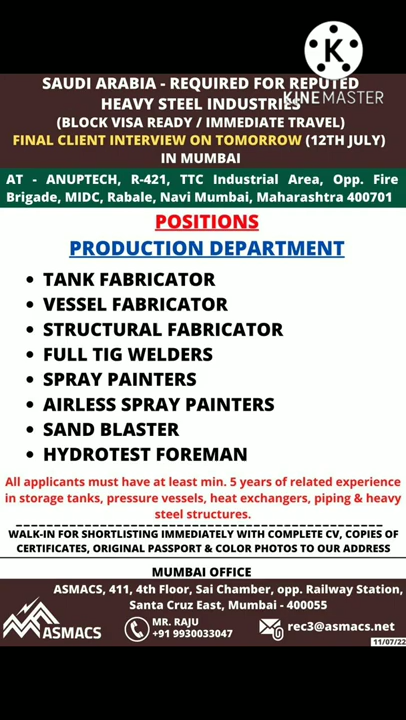 K
KINEMASTER
SAUDI ARABIA - REQUIRED FOR REPUTED
HEAVY STEEL INDUSTRIES
(BLOCK VISA READY / IMMEDIATE TRAVEL)
FINAL CLIENT INTERVIEW ON TOMORROW (12TH JULY)
IN MUMBAI
AT - ANUPTECH, R-421, TTC Industrial Area, Opp. Fire
Brigade, MIDC, Rabale, Navi Mumbai, Maharashtra 400701
POSITIONS
PRODUCTION DEPARTMENT
• TANK FABRICATOR
• VESSEL FABRICATOR
• STRUCTURAL FABRICATOR
• FULL TIG WELDERS
• SPRAY PAINTERS
• AIRLESS SPRAY PAINTERS
• SAND BLASTER
• HYDROTEST FOREMAN
All applicants must have at least min. 5 years of related experience
in storage tanks, pressure vessels, heat exchangers, piping & heavy
steel structures.
WALK-IN FOR SHORTLISTING IMMEDIATELY WITH COMPLETE CV, COPIES OF
CERTIFICATES, ORIGINAL PASSPORT & COLOR PHOTOS TO OUR ADDRESS
MUMBAI OFFICE
ASMACS, 411, 4th Floor, Sai Chamber, opp. Railway Station,
Santa Cruz East, Mumbai - 400055
ASMACS
MR. RAJU
+91 9930033047
rec3@asmacs.net
11/07/22